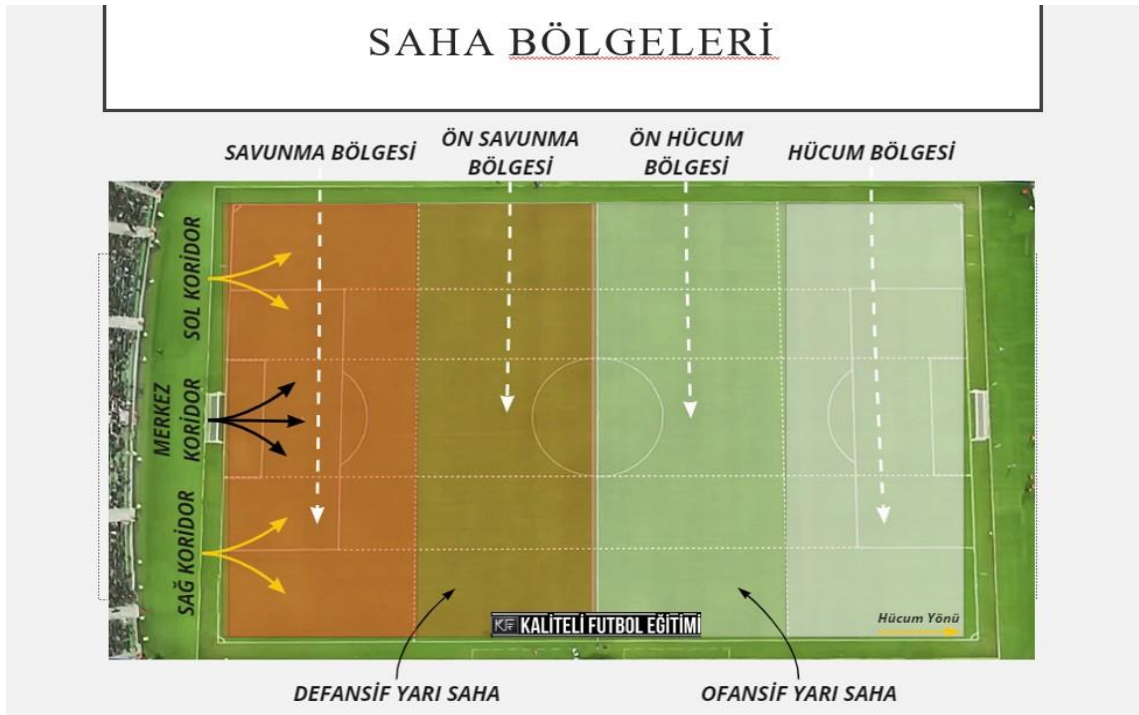 SAHA BÖLGELERİ
SAVUNMA BÖLGESİ
ÖN SAVUNMA
BÖLGESİ
ÖN HÜCUM
BÖLGESİ
HÜCUM BÖLGESİ
SOL KORİDOR
MERKEZ
KORİDOR
SAĞ KORİDOR
KFE KALİTELİ FUTBOL EĞİTİMİ
Hücum Yönü
DEFANSİF YARI SAHA
OFANSİF YARI SAHA